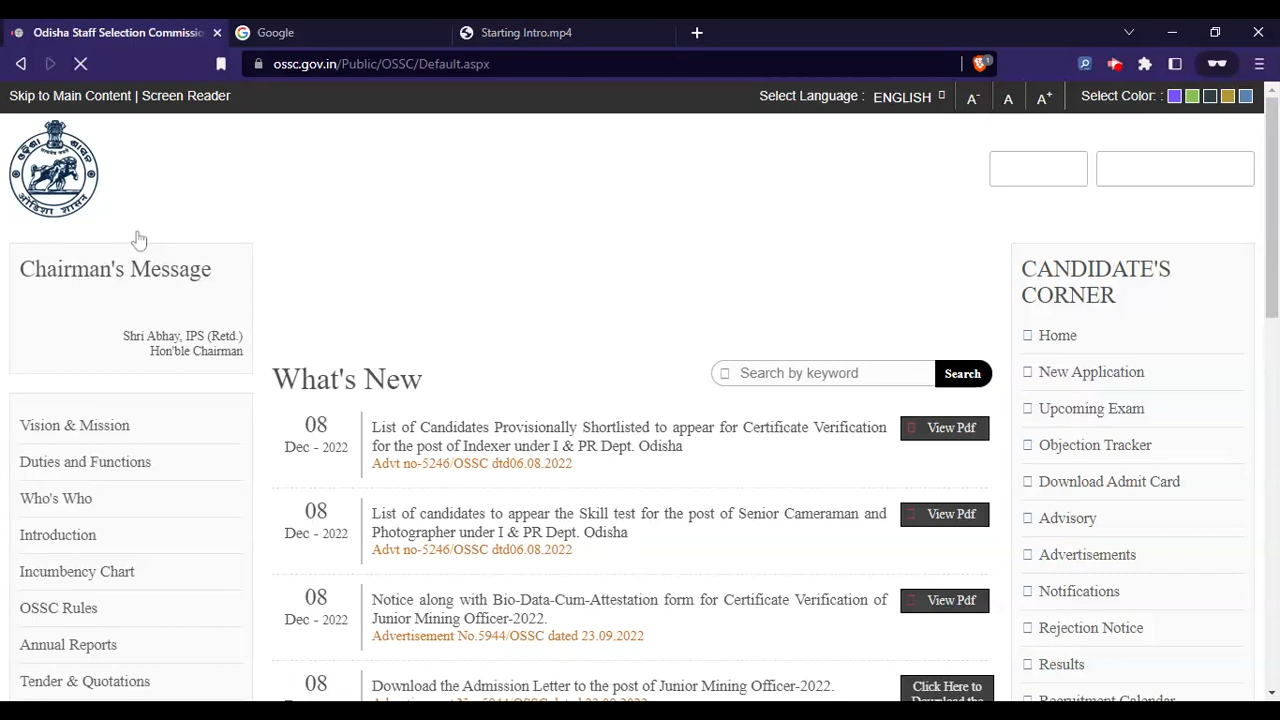 Odisha Staff Selection Commissio
Google
Starting Intro.mp4
ossc.gov.in/Public/OSSC/Default.aspx
1
Skip to Main Content | Screen Reader
Select Language :
ENGLISH
A-
A
A+
Select Color: :
Chairman's Message
Shri Abhay, IPS (Retd.)
Hon'ble Chairman
Vision & Mission
Duties and Functions
Who's Who
Introduction
Incumbency Chart
OSSC Rules
Annual Reports
Tender & Quotations
What's New
Search by keyword
Search
08
Dec - 2022
List of Candidates Provisionally Shortlisted to appear for Certificate Verification
for the post of Indexer under I & PR Dept. Odisha
Advt no-5246/OSSC dtd06.08.2022
View Pdf
08
Dec - 2022
List of candidates to appear the Skill test for the post of Senior Cameraman and
Photographer under I & PR Dept. Odisha
Advt no-5246/OSSC dtd06.08.2022
View Pdf
08
Dec - 2022
Notice along with Bio-Data-Cum-Attestation form for Certificate Verification of
Junior Mining Officer-2022.
Advertisement No.5944/OSSC dated 23.09.2022
View Pdf
08
Download the Admission Letter to the post of Junior Mining Officer-2022.
Click Here to
Download the
CANDIDATE'S
CORNER
Home
New Application
Upcoming Exam
Objection Tracker
Download Admit Card
Advisory
Advertisements
Notifications
Rejection Notice
Results
Recruitment Calendar